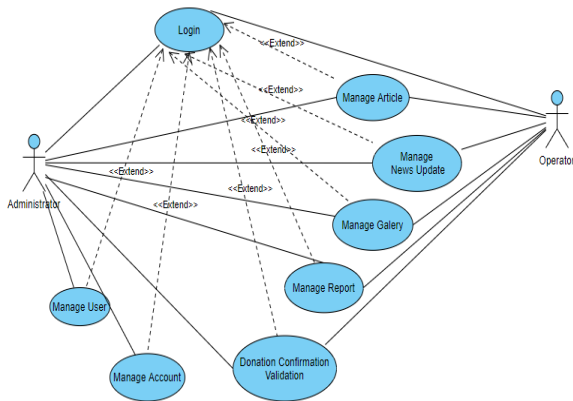 Login
<<Extend>>
Manage Article
<<Extend>>
Operator
<<Extend>>
Manage
News Update
<<Extend>>
<<Extend>>
<<Extend>>
Administrator
<<Extend>>
Manage Galery
Manage Report
Manage User
Donation Confirmation
Validation
Manage Account